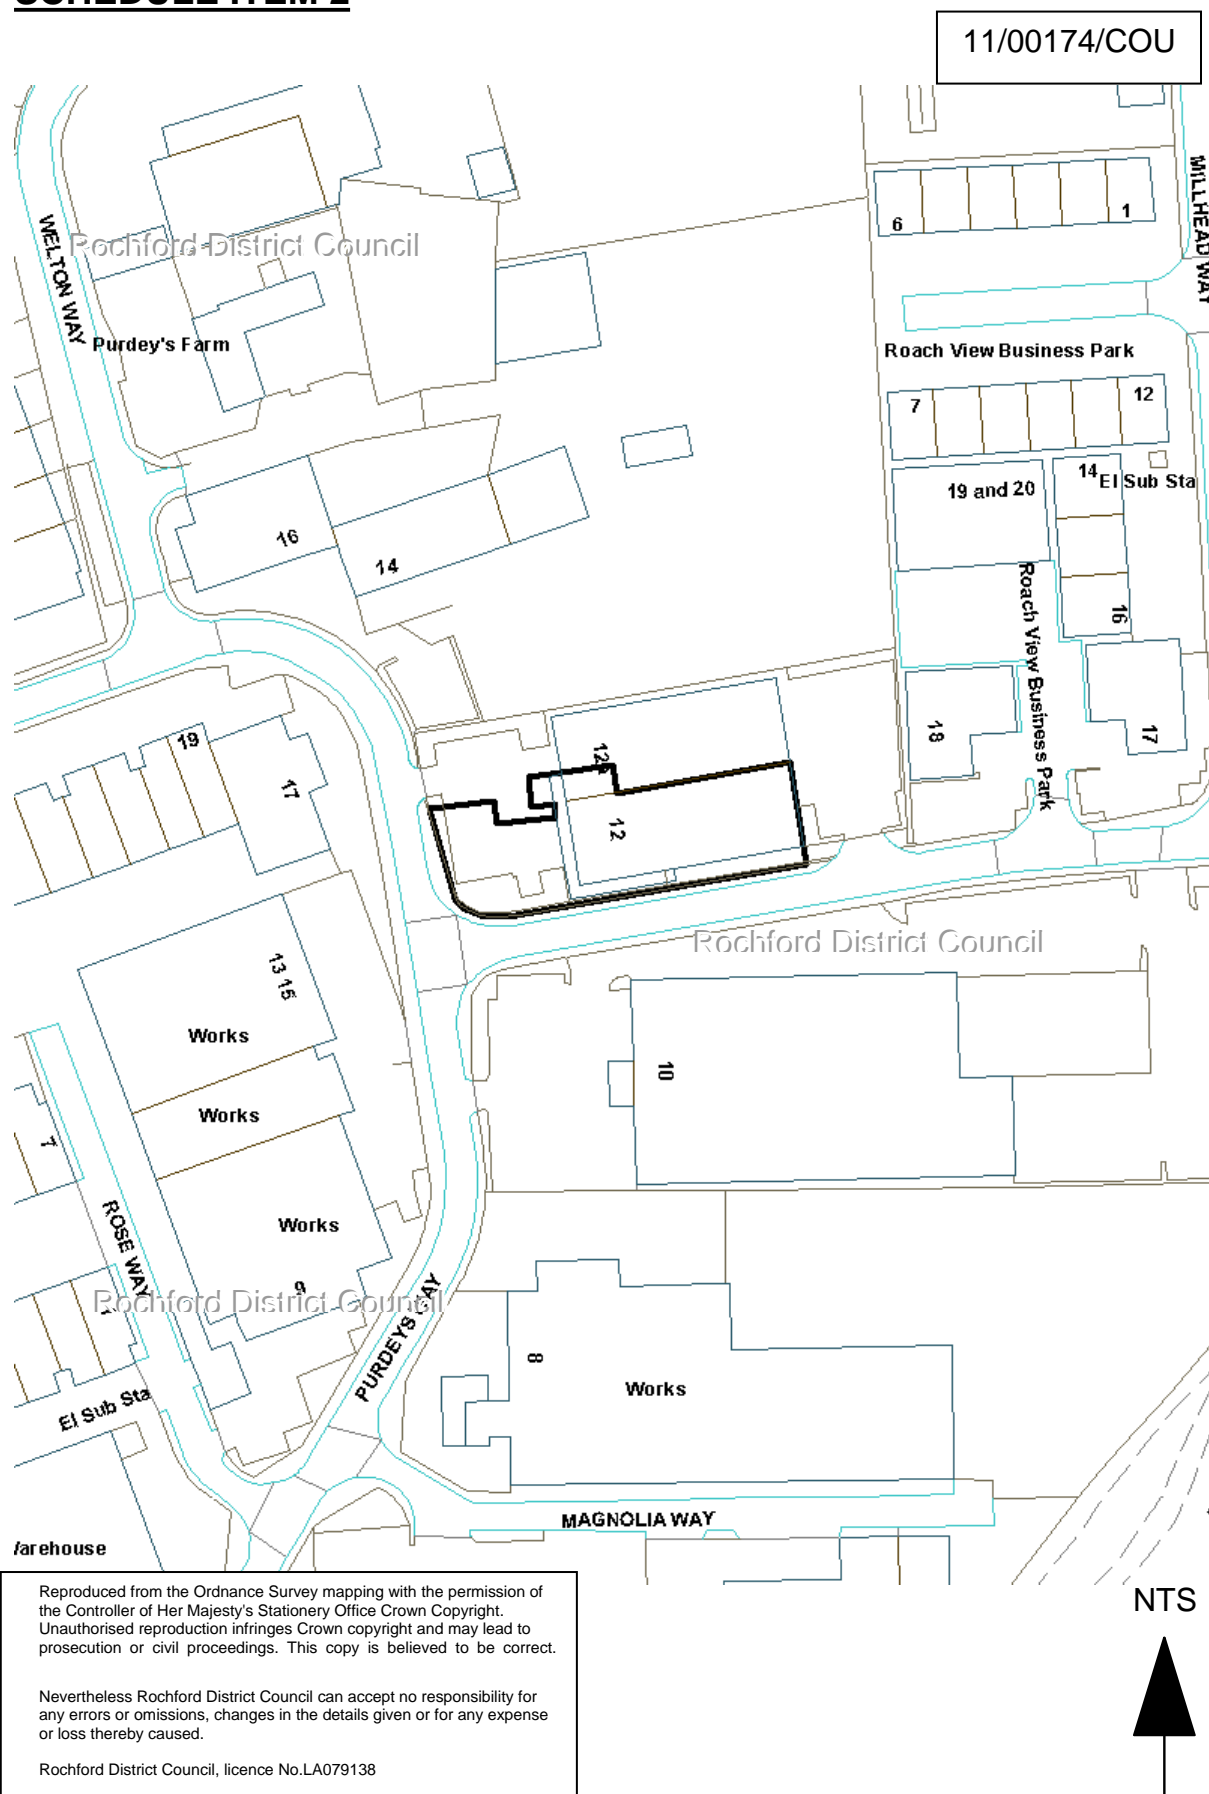 SCHEDULE ITEM 2
11/00174/COU
MILLHEAD WAY
6
1
WELTON WAY
Rochford District Council
Purdey's Farm
Roach View Business Park
7
12
14
El Sub Sta
19 and 20
16
14
Roach View Business Park
16
18
17
19
17
12a
12
Rochford District Council
13 15
Works
10
Works
7
ROSE WAY
Works
9
1
Rochford District Council
PURDEYS WAY
8
Works
El Sub Sta
MAGNOLIA WAY
Warehouse
NTS
Reproduced from the Ordnance Survey mapping with the permission of
the Controller of Her Majesty's Stationery Office Crown Copyright.
Unauthorised reproduction infringes Crown copyright and may lead to
prosecution or civil proceedings. This copy is believed to be correct.
Nevertheless Rochford District Council can accept no responsibility for
any errors or omissions, changes in the details given or for any expense
or loss thereby caused.
Rochford District Council, licence No.LA079138